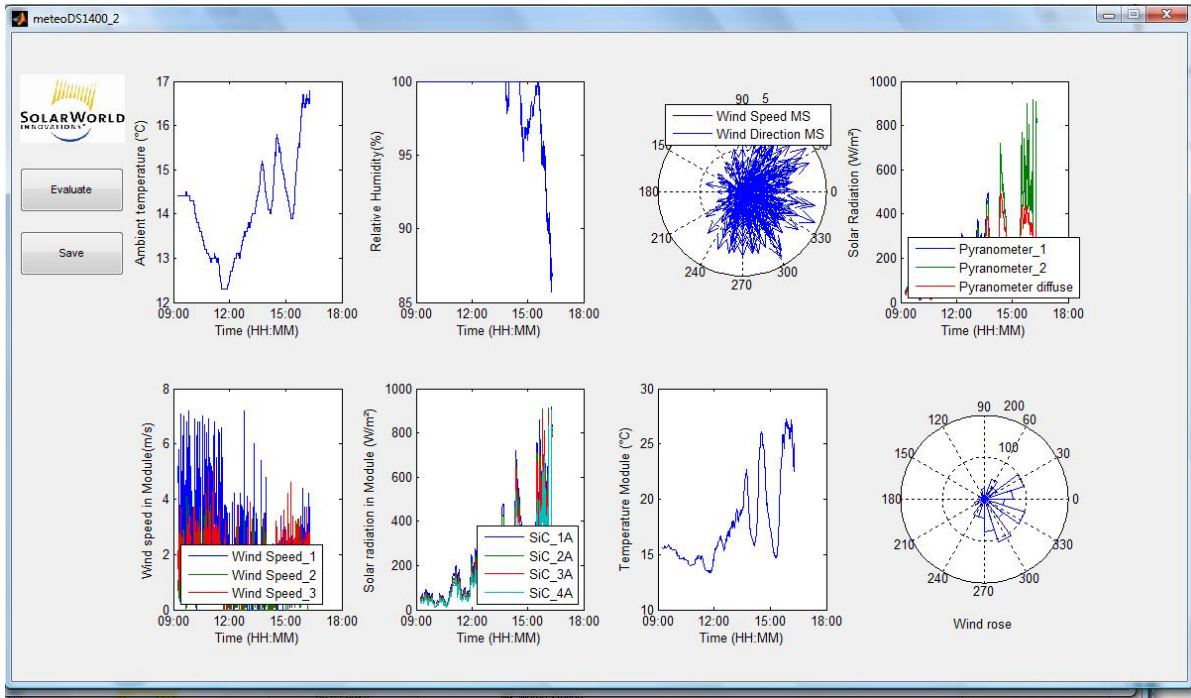 meteoDS1400_2
SOLARWORLD
INNOVATIONS
Evaluate
Save
17
16
15
14
13
12
Ambient temperature (°C)
09:00 12:00 15:00 18:00
Time (HH:MM)
100
95
90
85
Relative Humidity(%)
09:00 12:00 15:00 18:00
Time (HH:MM)
90 5
Wind Speed MS
Wind Direction MS
180
0
210
330
240
300
270
1000
800
600
400
200
0
Solar Radiation (W/m²)
Pyranometer_1
Pyranometer_2
Pyranometer diffuse
09:00 12:00 15:00 18:00
Time (HH:MM)
8
6
4
2
0
Wind speed in Module(m/s)
Wind Speed_1
Wind Speed_2
Wind Speed_3
09:00 12:00 15:00 18:00
Time (HH:MM)
1000
800
600
400
200
0
Solar radiation in Module (W/m²)
SiC_1A
SiC_2A
SiC_3A
SiC_4A
09:00 12:00 15:00 18:00
Time (HH:MM)
30
25
20
15
10
Temperature Module (°C)
09:00 12:00 15:00 18:00
Time (HH:MM)
90 200
120
60
100
150
30
180
0
210
330
240
300
270
Wind rose